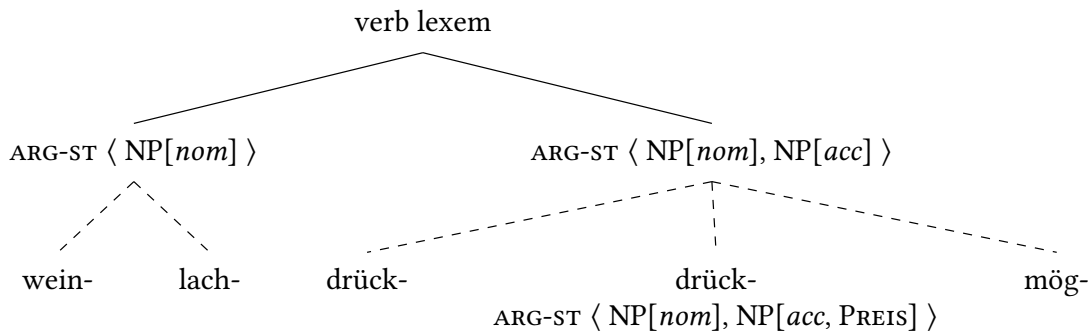 verb lexem
ARG-ST ⟨ NP[nom] ⟩ ARG-ST ⟨ NP[nom], NP[acc] ⟩
wein- lach- drück- drück- mög-
ARG-ST ⟨ NP[nom], NP[acc, PREIS] ⟩